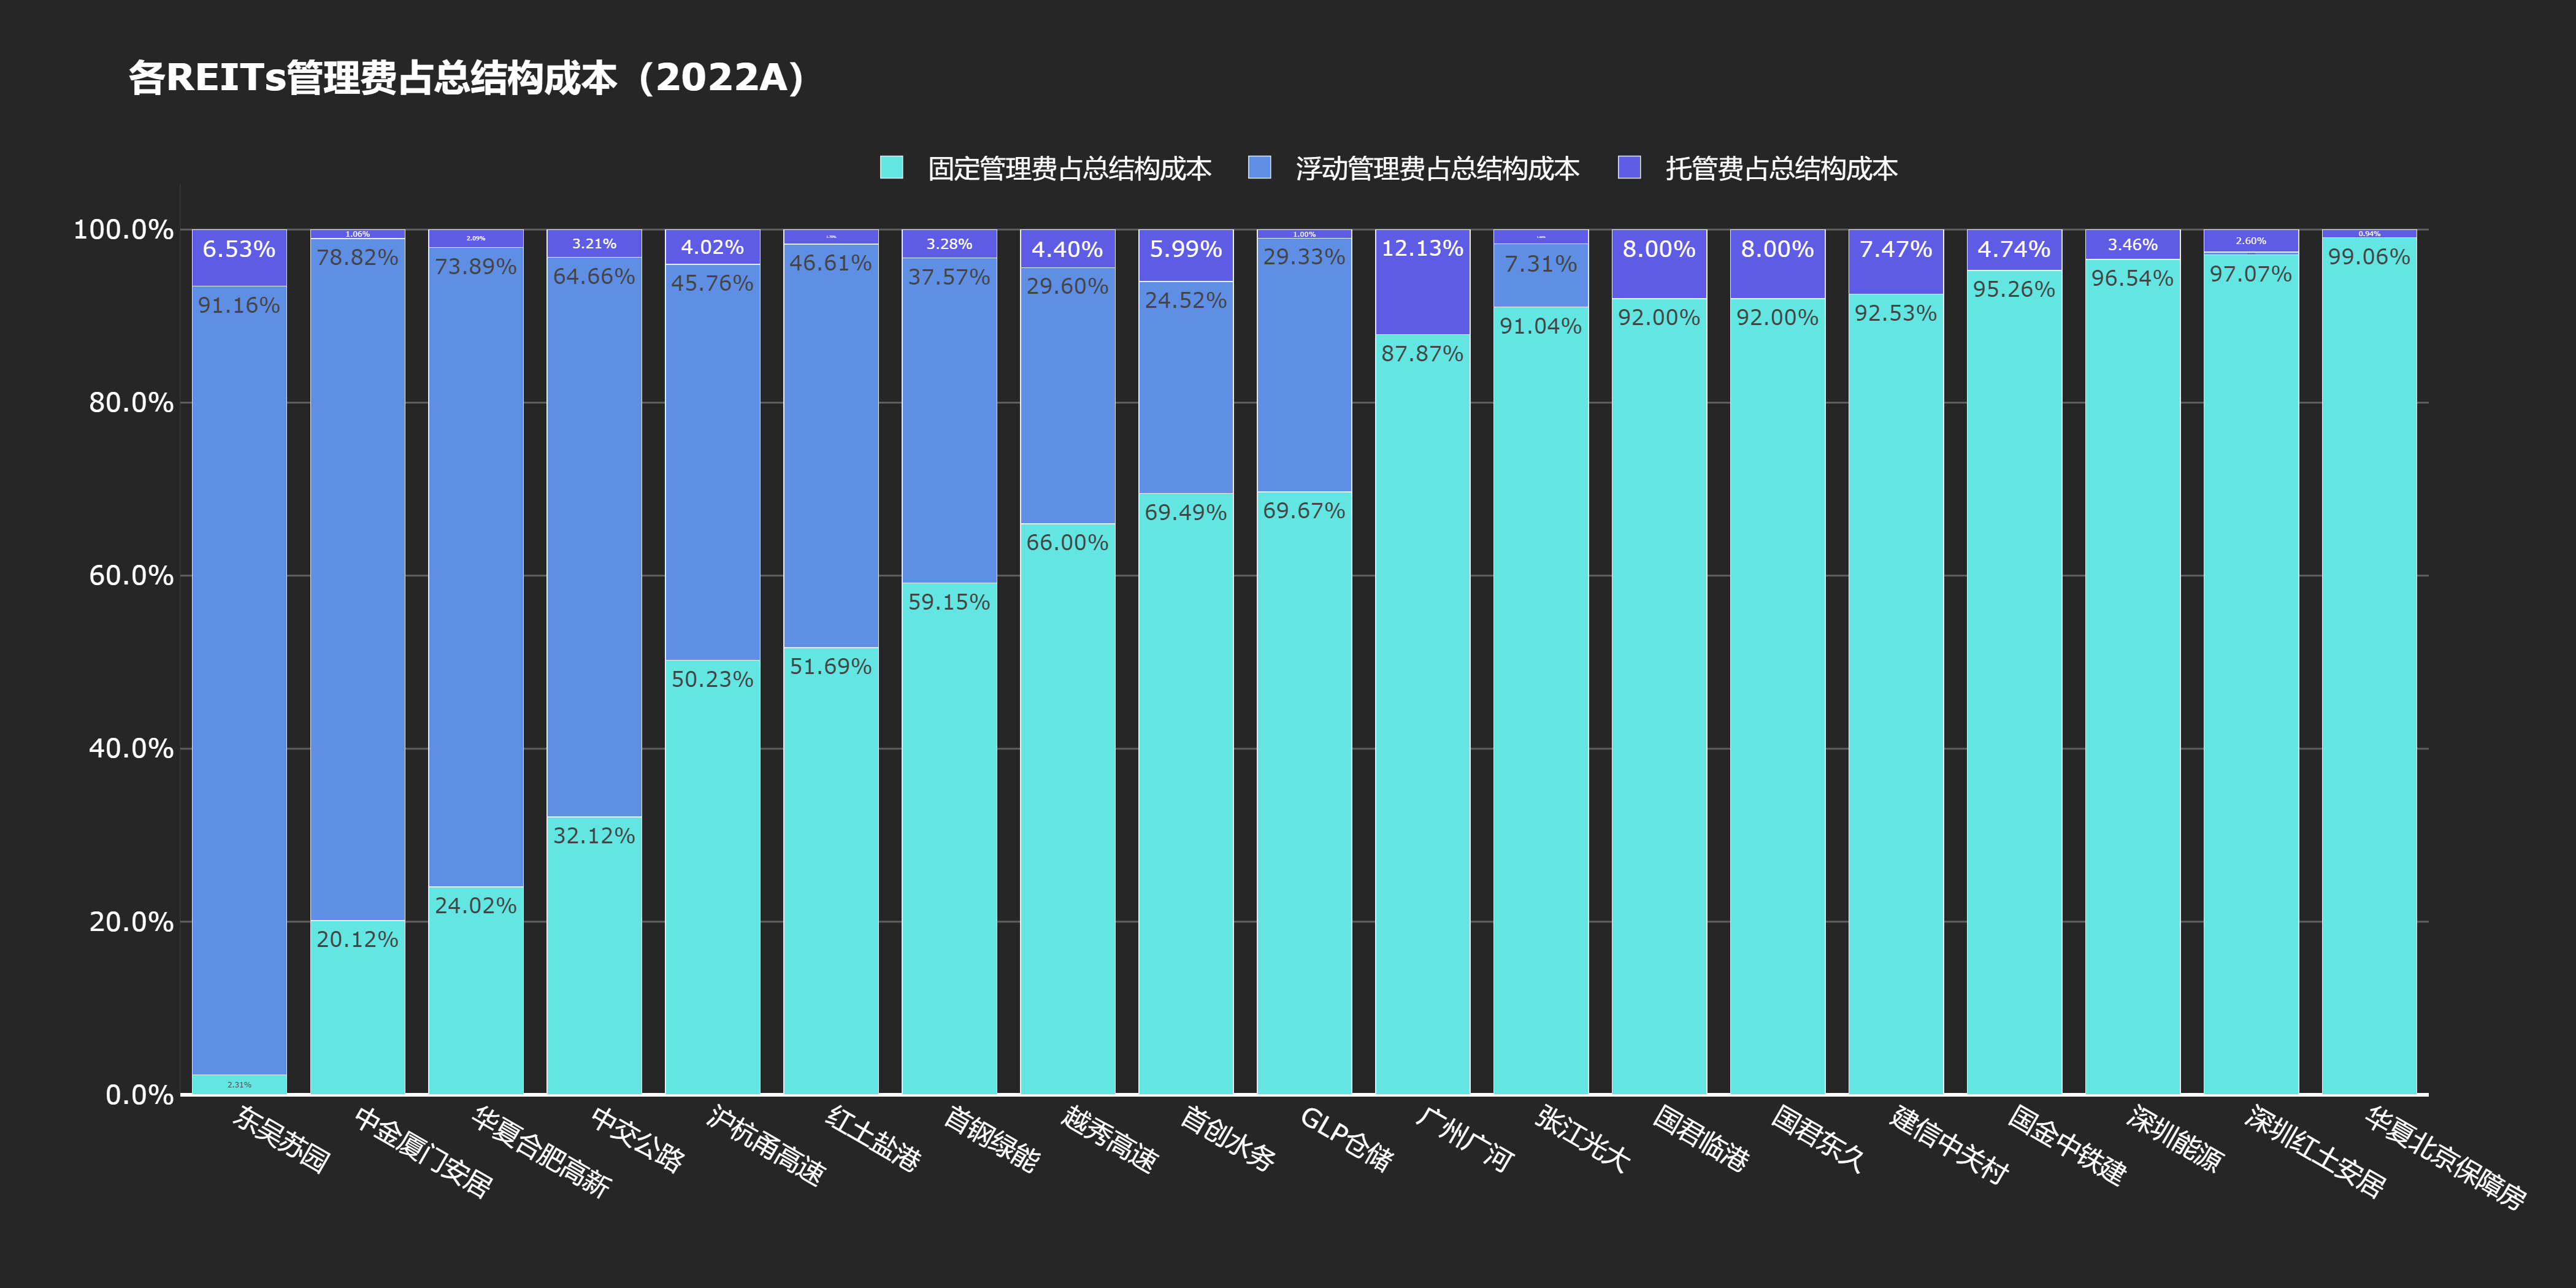 各REITs管理费占总结构成本（2022A）
固定管理费占总结构成本 浮动管理费占总结构成本 托管费占总结构成本
100.0%
80.0%
60.0%
40.0%
20.0%
0.0%
6.53% 1.06% 2.09% 3.21% 4.02% 3.28% 4.40% 5.99% 1.00% 12.13% 8.00% 8.00% 7.47% 4.74% 3.46% 2.60% 0.94%
91.16% 78.82% 73.89% 64.66% 45.76% 46.61% 37.57% 29.60% 24.52% 29.33% 7.31%
2.31% 20.12% 24.02% 32.12% 50.23% 51.69% 59.15% 66.00% 69.49% 69.67% 87.87% 91.04% 92.00% 92.00% 92.53% 95.26% 96.54% 97.07% 99.06%
东吴苏园
中金厦门安居
华夏合肥高新
中交公路
沪杭甬高速
红土盐港
首钢绿能
越秀高速
首创水务
GLP仓储
广州广河
张江光大
国君临港
国君东久
建信中关村
国金中铁建
深圳能源
深圳红土安居
华夏北京保障房